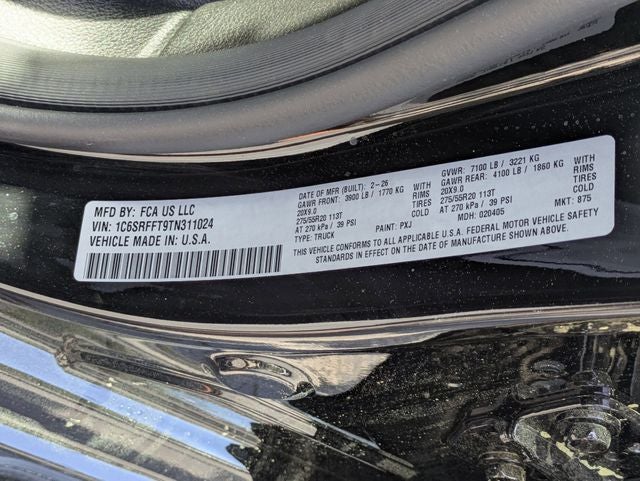 MFD BY: FCA US LLC
VIN: 1C6SRFFT9TN311024
VEHICLE MADE IN: U.S.A.
DATE OF MFR (BUILT): 2-26
GAWR FRONT: 3900 LB / 1770 KG WITH
20X9.0 RIMS
275/55R20 113T TIRES
AT 270 kPa / 39 PSI
TYPE: TRUCK PAINT: PXJ
GVWR: 7100 LB / 3221 KG
GAWR REAR: 4100 LB / 1860 KG WITH
20X9.0 RIMS
275/55R20 113T TIRES
AT 270 kPa / 39 PSI
MDH: 020405 MKT: 875
THIS VEHICLE CONFORMS TO ALL APPLICABLE U.S.A. FEDERAL MOTOR VEHICLE SAFETY
STANDARDS IN EFFECT ON THE DATE OF MANUFACTURE SHOWN ABOVE.